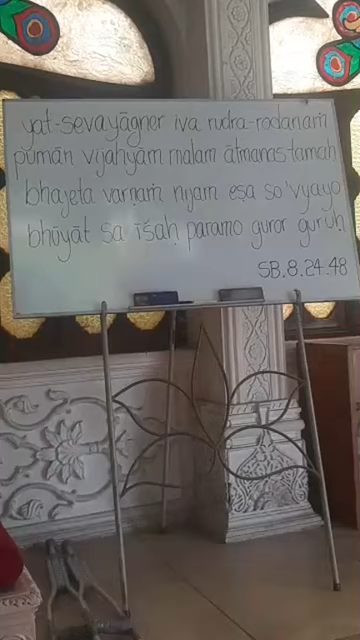 yat-sevayāgner iva rudra-rodanaṁ
pumān vijahyām malam ātmanas tamaḥ
bhajeta varṇaṁ nijam eṣa so 'vyayo
bhūyāt sa īśaḥ paramo guror guruḥ
SB.8.24.48